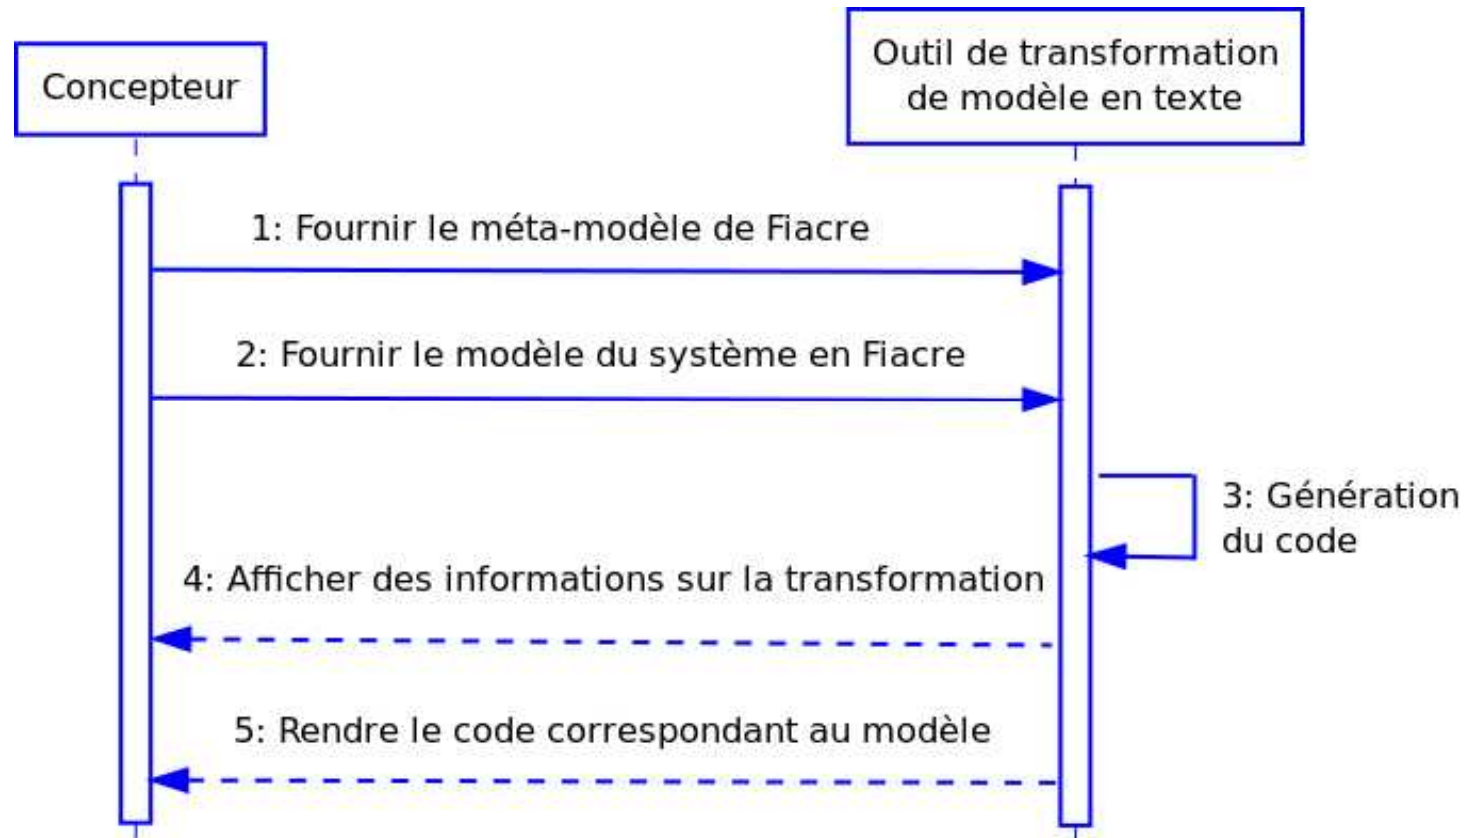 Concepteur
Outil de transformation
de modèle en texte
1: Fournir le méta-modèle de Fiacre
2: Fournir le modèle du système en Fiacre
3: Génération
du code
4: Afficher des informations sur la transformation
5: Rendre le code correspondant au modèle